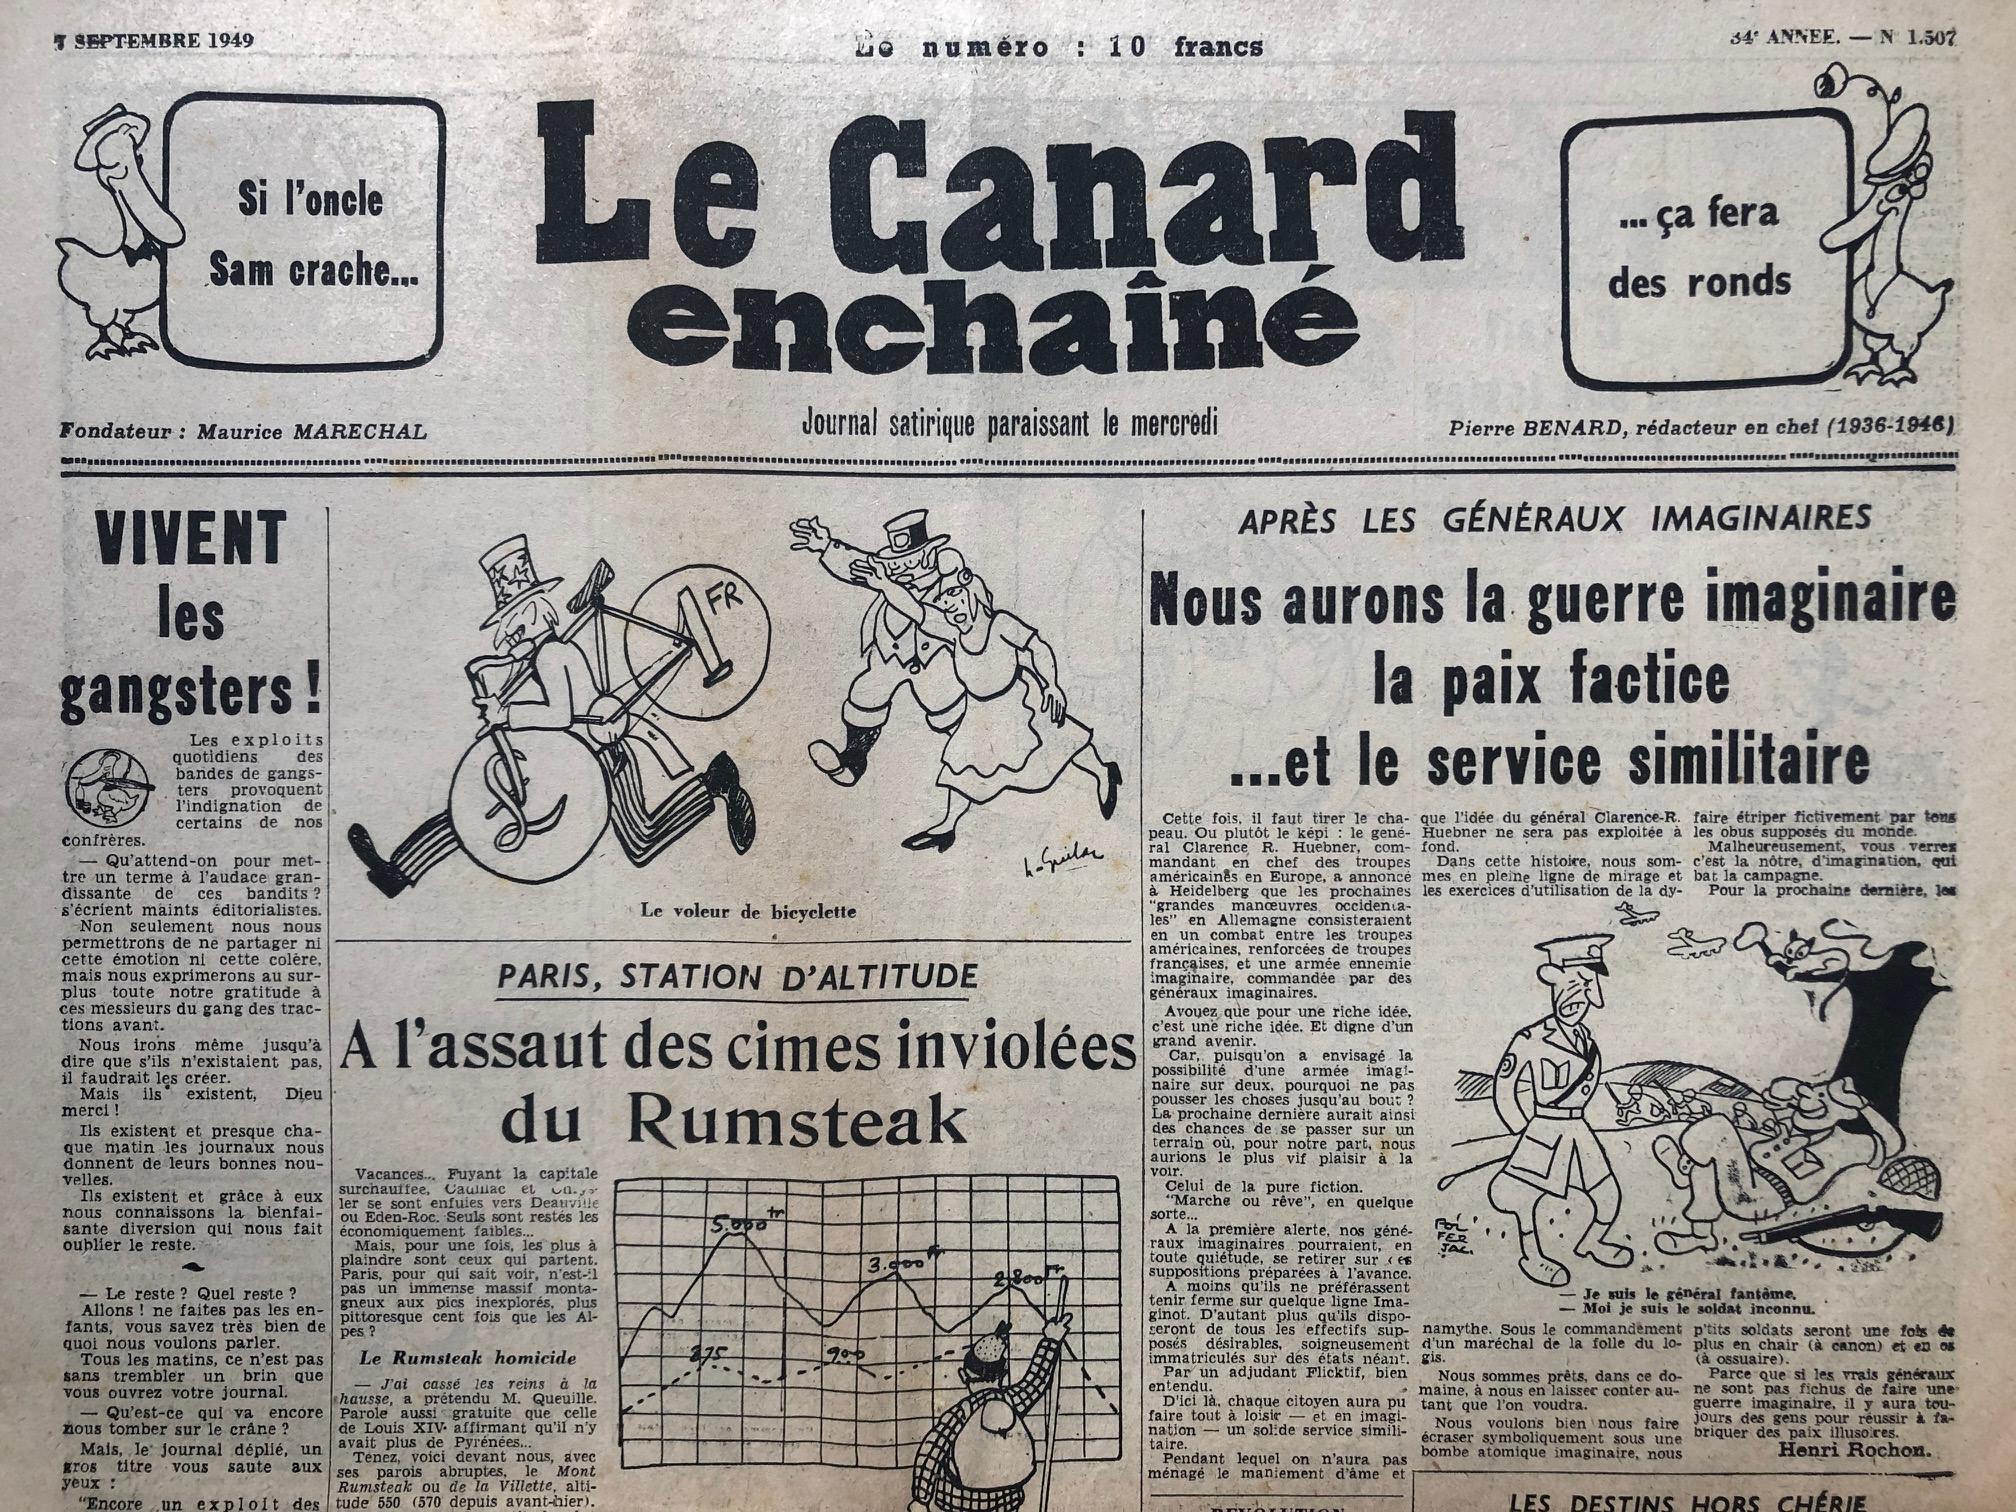 7 SEPTEMBRE 1949
Le numéro : 10 francs
34e ANNEE. — N 1.507
Si l'oncle
Sam crache...
Le Canard
enchaîné
... ça fera
des ronds
Fondateur : Maurice MARECHAL
Journal satirique paraissant le mercredi
Pierre BENARD, rédacteur en chef (1936-1946)
VIVENT
les
gangsters !
Les exploits
quotidiens des
bandes de gangs-
ters provoquent
l'indignation de
certains de nos
confrères.
— Qu'attend-on pour met-
tre un terme à l'audace gran-
dissante de ces bandits ?
s'écrient maints éditorialistes.
Non seulement nous nous
permettrons de ne partager ni
cette émotion ni cette colère,
mais nous exprimerons au sur-
plus toute notre gratitude à
ces messieurs du gang des trac-
tions avant.
Nous irons même jusqu'à
dire que s'ils n'existaient pas,
il faudrait les créer.
Mais ils existent, Dieu
merci !
Ils existent et presque cha-
que matin les journaux nous
donnent de leurs bonnes nou-
velles.
Ils existent et grâce à eux
nous connaissons la bienfai-
sante diversion qui nous fait
oublier le reste.
— Le reste ? Quel reste ?
Allons ! ne faites pas les en-
fants, vous savez très bien de
quoi nous voulons parler.
Tous les matins, ce n'est pas
sans trembler un brin que
vous ouvrez votre journal.
— Qu'est-ce qui va encore
nous tomber sur le crâne ?
Mais, le journal déplié, un
gros titre vous saute aux
yeux :
"Encore un exploit des
1 FR
£
Le voleur de bicyclette
PARIS, STATION D'ALTITUDE
A l'assaut des cimes inviolées
du Rumsteak
Vacances... Fuyant la capitale
surchauffée, Cadillac et
ler se sont enfuies vers Deauville
ou Eden-Roc. Seuls sont restés les
économiquement faibles...
Mais, pour une fois, les plus à
plaindre sont ceux qui partent.
Paris, pour qui sait voir, n'est-il
pas un immense massif monta-
gneux aux pics inexplorés, plus
pittoresque cent fois que les Al-
pes ?
Le Rumsteak homicide
— J'ai cassé les reins à la
hausse, a prétendu M. Queuille.
Parole aussi gratuite que celle
de Louis XIV affirmant qu'il n'y
avait plus de Pyrénées...
Tenez, voici devant nous, avec
ses parois abruptes, le Mont
Rumsteak ou de la Villette, alti-
tude 550 (570 depuis avant-hier).
5.000 fr
3.000 fr
2.800 fr
875
900
APRÈS LES GÉNÉRAUX IMAGINAIRES
Nous aurons la guerre imaginaire
la paix factice
...et le service similitaire
Cette fois, il faut tirer le cha-
peau. Ou plutôt le képi : le géné-
ral Clarence R. Huebner, com-
mandant en chef des troupes
américaines en Europe, a annoncé
à Heidelberg que les prochaines
"grandes manœuvres occidenta-
les" en Allemagne consisteraient
en un combat entre les troupes
américaines, renforcées de troupes
françaises, et une armée ennemie
imaginaire, commandée par des
généraux imaginaires.
Avouez que pour une riche idée,
c'est une riche idée. Et digne d'un
grand avenir.
Car, puisqu'on a envisagé la
possibilité d'une armée imagi-
naire sur deux, pourquoi ne pas
pousser les choses jusqu'au bout ?
La prochaine dernière aurait ainsi
des chances de se passer sur un
terrain où, pour notre part, nous
aurions le plus vif plaisir à la
voir.
Celui de la pure fiction.
"Marche ou rêve", en quelque
sorte...
A la première alerte, nos géné-
raux imaginaires pourraient, en
toute quiétude, se retirer sur des
suppositions préparées à l'avance.
A moins qu'ils ne préférassent
tenir ferme sur quelque ligne Ima-
ginot. D'autant plus qu'ils dispo-
seront de tous les effectifs sup-
posés désirables, soigneusement
immatriculés sur des états néant.
Par un adjudant Flicktif, bien
entendu.
D'ici là, chaque citoyen aura pu
faire tout à loisir — et en imagi-
nation — un solide service simili-
taire.
Pendant lequel on n'aura pas
ménagé le maniement d'âme et
que l'idée du général Clarence-R.
Huebner ne sera pas exploitée à
fond.
Dans cette histoire, nous som-
mes en pleine ligne de mirage et
les exercices d'utilisation de la dy-
faire étriper fictivement par tous
les obus supposés du monde.
Malheureusement, vous verrez
c'est la nôtre, d'imagination, qui
bat la campagne.
Pour la prochaine dernière, les
POL
FER
JAC.
— Je suis le général fantôme.
— Moi je suis le soldat inconnu.
namythe. Sous le commandement
d'un maréchal de la folle du lo-
gis.
Nous sommes prêts, dans ce do-
maine, à nous en laisser conter au-
tant que l'on voudra.
Nous voulons bien nous faire
écraser symboliquement sous une
bombe atomique imaginaire, nous
p'tits soldats seront une fois de
plus en chair (à canon) et en os
(à ossuaire).
Parce que si les vrais généraux
ne sont pas fichus de faire une
guerre imaginaire, il y aura tou-
jours des gens pour réussir à fa-
briquer des paix illusoires.
Henri Rochon.
REVOLUTION
LES DESTINS HORS CHÉRIE